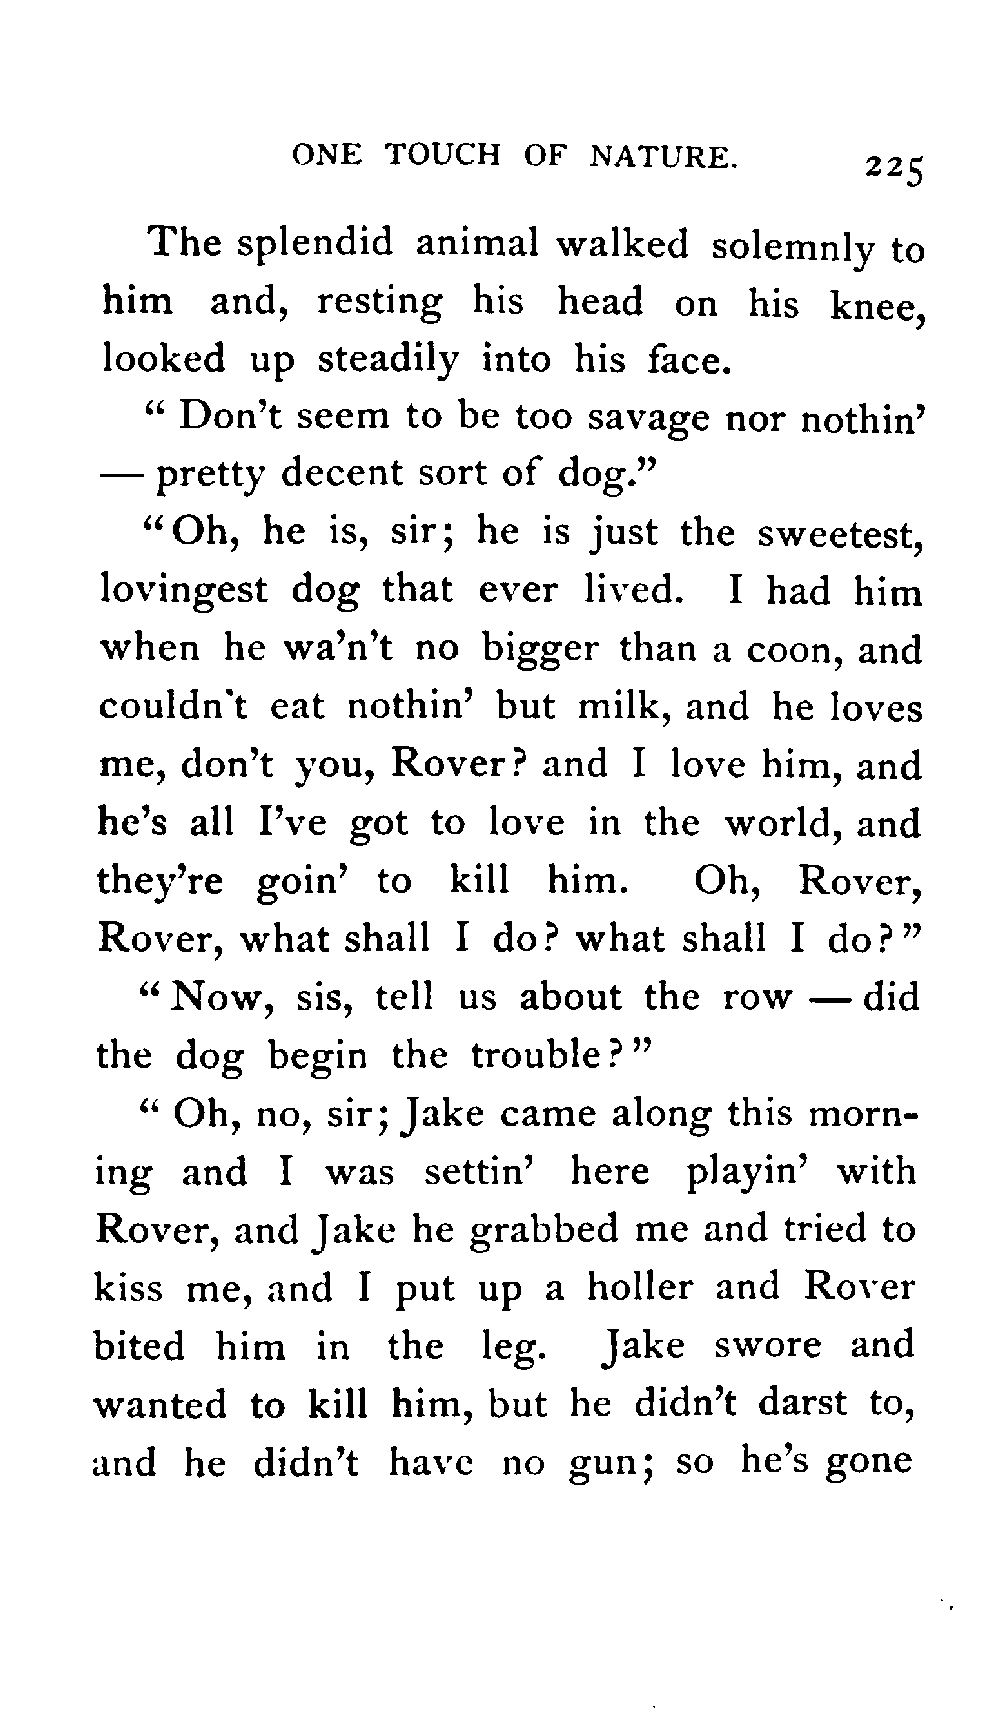 ONE TOUCH OF NATURE. 225
The splendid animal walked solemnly to
him and, resting his head on his knee,
looked up steadily into his face.
“ Don’t seem to be too savage nor nothin’
— pretty decent sort of dog.”
“Oh, he is, sir; he is just the sweetest,
lovingest dog that ever lived. I had him
when he wa’n’t no bigger than a coon, and
couldn't eat nothin’ but milk, and he loves
me, don’t you, Rover? and I love him, and
he’s all I’ve got to love in the world, and
they’re goin’ to kill him. Oh, Rover,
Rover, what shall I do? what shall I do?”
“Now, sis, tell us about the row — did
the dog begin the trouble?”
“ Oh, no, sir; Jake came along this morn-
ing and I was settin’ here playin’ with
Rover, and Jake he grabbed me and tried to
kiss me, and I put up a holler and Rover
bited him in the leg. Jake swore and
wanted to kill him, but he didn’t darst to,
and he didn’t have no gun; so he’s gone